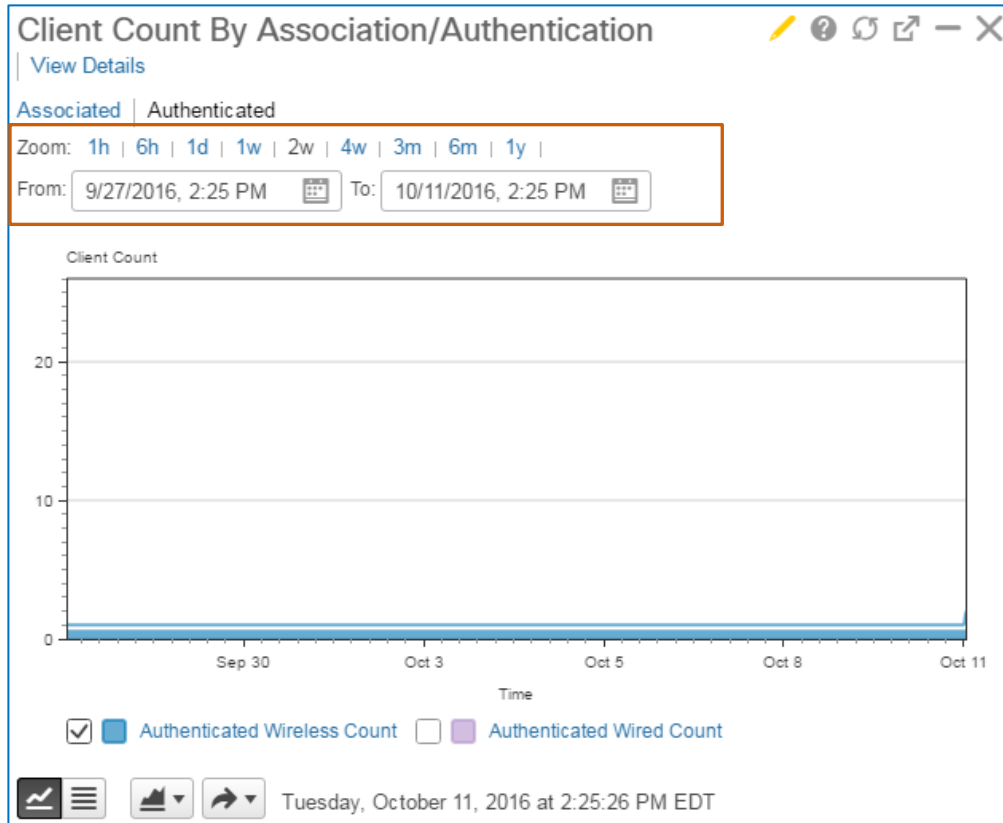 Client Count By Association/Authentication
View Details
Associated | Authenticated
Zoom: 1h | 6h | 1d | 1w | 2w | 4w | 3m | 6m | 1y |
From: 9/27/2016, 2:25 PM To: 10/11/2016, 2:25 PM
Client Count
20
10
0
Sep 30 Oct 3 Oct 5 Oct 8 Oct 11
Time
Authenticated Wireless Count Authenticated Wired Count
Tuesday, October 11, 2016 at 2:25:26 PM EDT